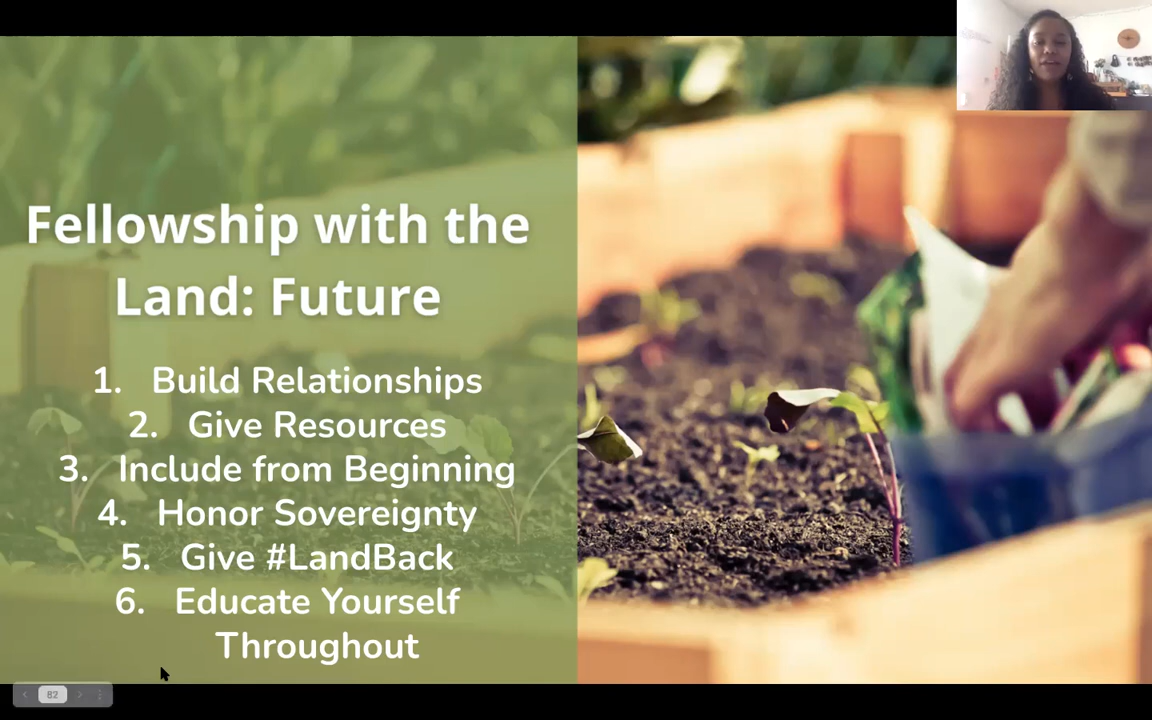 Fellowship with the
Land: Future
1. Build Relationships
2. Give Resources
3. Include from Beginning
4. Honor Sovereignty
5. Give #LandBack
6. Educate Yourself
Throughout
82